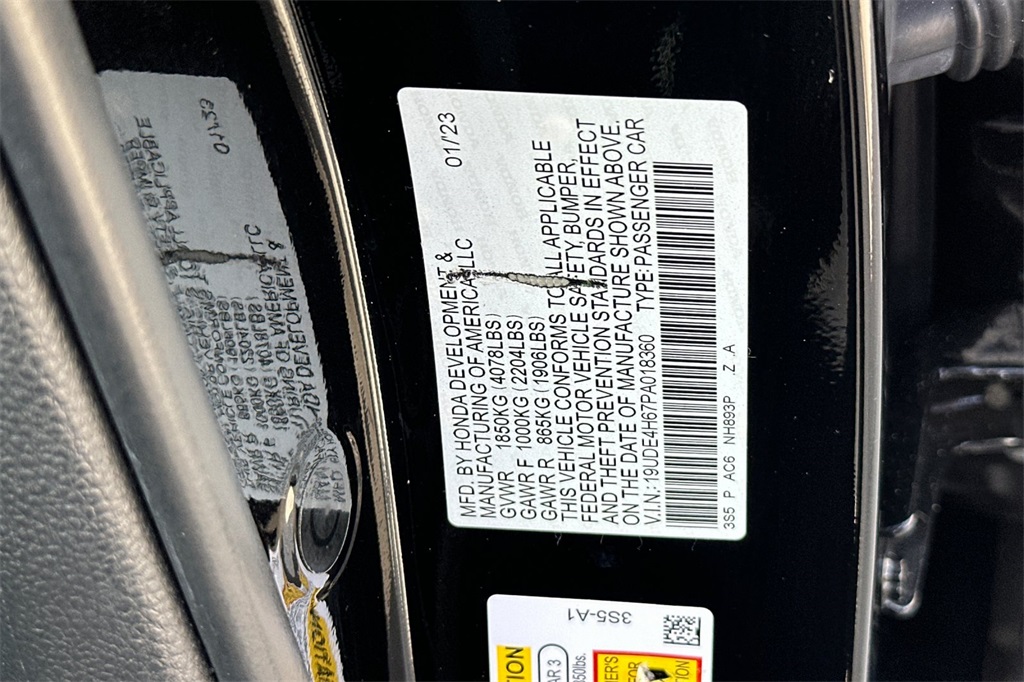 MFD. BY HONDA DEVELOPMENT &
MANUFACTURING OF AMERICA, LLC 01/'23
GVWR 1850KG (4078LBS)
GAWR F 1000KG (2204LBS)
GAWR R 865KG (1906LBS)
THIS VEHICLE CONFORMS TO ALL APPLICABLE
FEDERAL MOTOR VEHICLE SAFETY, BUMPER,
AND THEFT PREVENTION STANDARDS IN EFFECT
ON THE DATE OF MANUFACTURE SHOWN ABOVE.
V.I.N.: 19UDE4H67PA018360 TYPE: PASSENGER CAR
3S5 P AC6 NH893P Z .A
3S5-A1